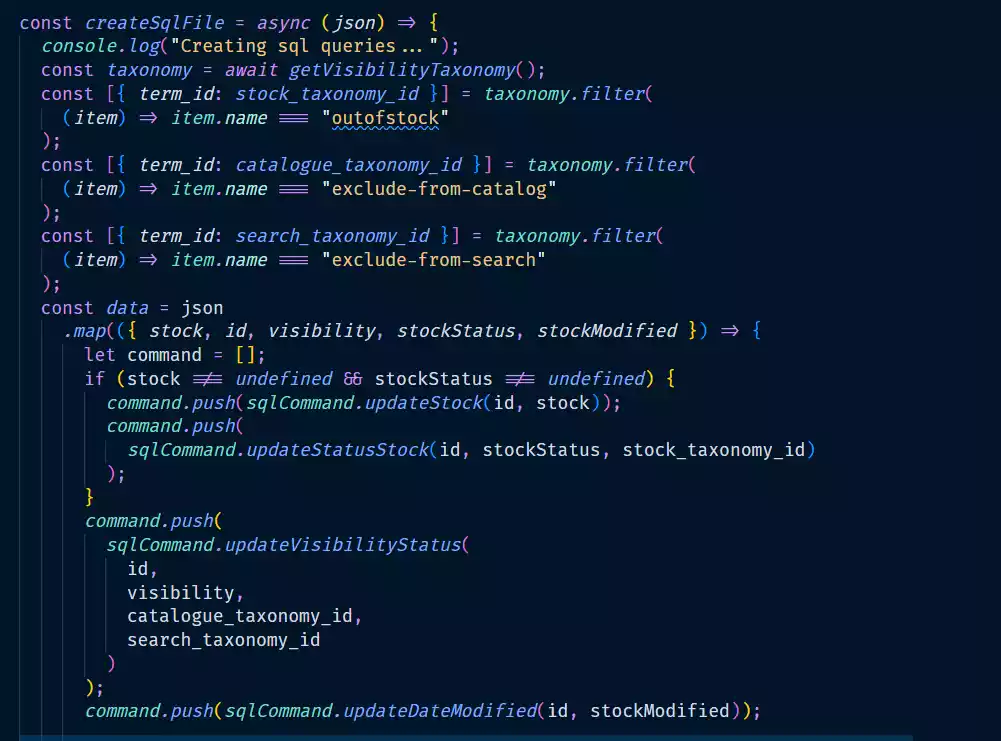 const createSqlFile = async (json) => {
  console.log("Creating sql queries...");
  const taxonomy = await getVisibilityTaxonomy();
  const [{ term_id: stock_taxonomy_id }] = taxonomy.filter(
    (item) => item.name === "outofstock"
  );
  const [{ term_id: catalogue_taxonomy_id }] = taxonomy.filter(
    (item) => item.name === "exclude-from-catalog"
  );
  const [{ term_id: search_taxonomy_id }] = taxonomy.filter(
    (item) => item.name === "exclude-from-search"
  );
  const data = json
    .map(({ stock, id, visibility, stockStatus, stockModified }) => {
      let command = [];
      if (stock !== undefined && stockStatus !== undefined) {
        command.push(sqlCommand.updateStock(id, stock));
        command.push(
          sqlCommand.updateStatusStock(id, stockStatus, stock_taxonomy_id)
        );
      }
      command.push(
        sqlCommand.updateVisibilityStatus(
          id,
          visibility,
          catalogue_taxonomy_id,
          search_taxonomy_id
        )
      );
      command.push(sqlCommand.updateDateModified(id, stockModified));